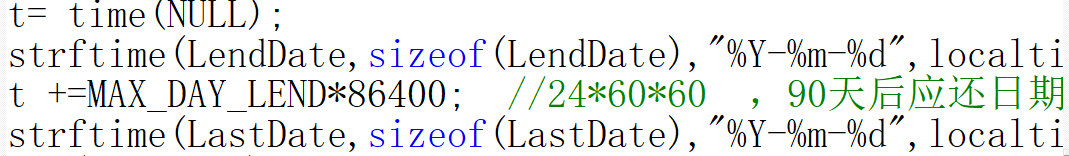 t= time(NULL);
strftime(LendDate,sizeof(LendDate),"%Y-%m-%d",localti
t +=MAX_DAY_LEND*86400;  //24*60*60  ，90天后应还日期
strftime(LastDate,sizeof(LastDate),"%Y-%m-%d",localti